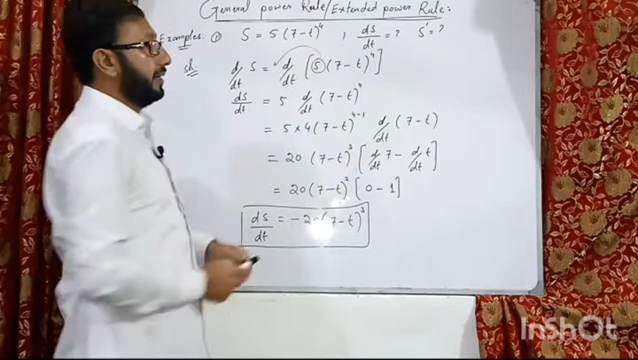 General power Rule/Extended power Rule:
Examples: ① S = 5(7-t)^4 ; ds/dt = ? S' = ?
Sol:
d/dt S = d/dt [5(7-t)^4]
ds/dt = 5 d/dt (7-t)^4
= 5×4(7-t)^4-1 d/dt (7-t)
= 20 (7-t)^3 [d/dt 7 - d/dt t]
= 20(7-t)^3 [0-1]
ds/dt = -20(7-t)^3
InShOt